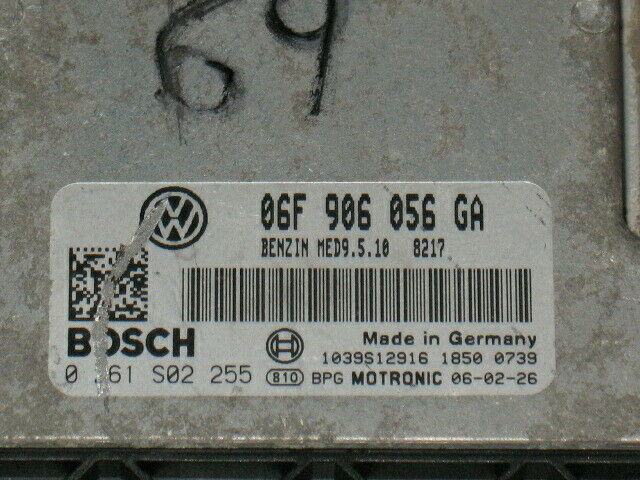 69
06F 906 056 GA
BENZIN MED9.5.10 8217
BOSCH
Made in Germany
1039S12916 1850 0739
0 261 S02 255 810 BPG MOTRONIC 06-02-26